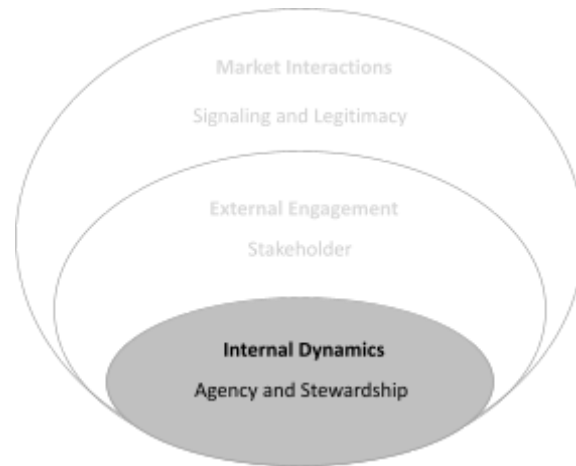 Market Interactions
Signaling and Legitimacy
External Engagement
Stakeholder
Internal Dynamics
Agency and Stewardship